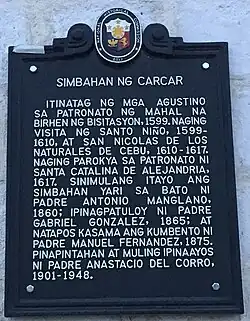 SIMBAHAN NG CARCAR
ITINATAG NG MGA AGUSTINO
SA PATRONATO NG MAHAL NA
BIRHEN NG BISITASYON, 1599. NAGING
VISITA NG SANTO NIÑO, 1599-
1610, AT SAN NICOLAS DE LOS
NATURALES DE CEBU, 1610-1617.
NAGING PAROKYA SA PATRONATO NI
SANTA CATALINA DE ALEJANDRIA,
1617. SINIMULANG ITAYO ANG
SIMBAHAN YARI SA BATO NI
PADRE ANTONIO MANGLANO,
1860; IPINAGPATULOY NI PADRE
GABRIEL GONZALEZ, 1865; AT
NATAPOS KASAMA ANG KUMBENTO NI
PADRE MANUEL FERNANDEZ, 1875.
PINAPINTAHAN AT MULING IPINAAYOS
NI PADRE ANASTACIO DEL CORRO,
1901-1948.